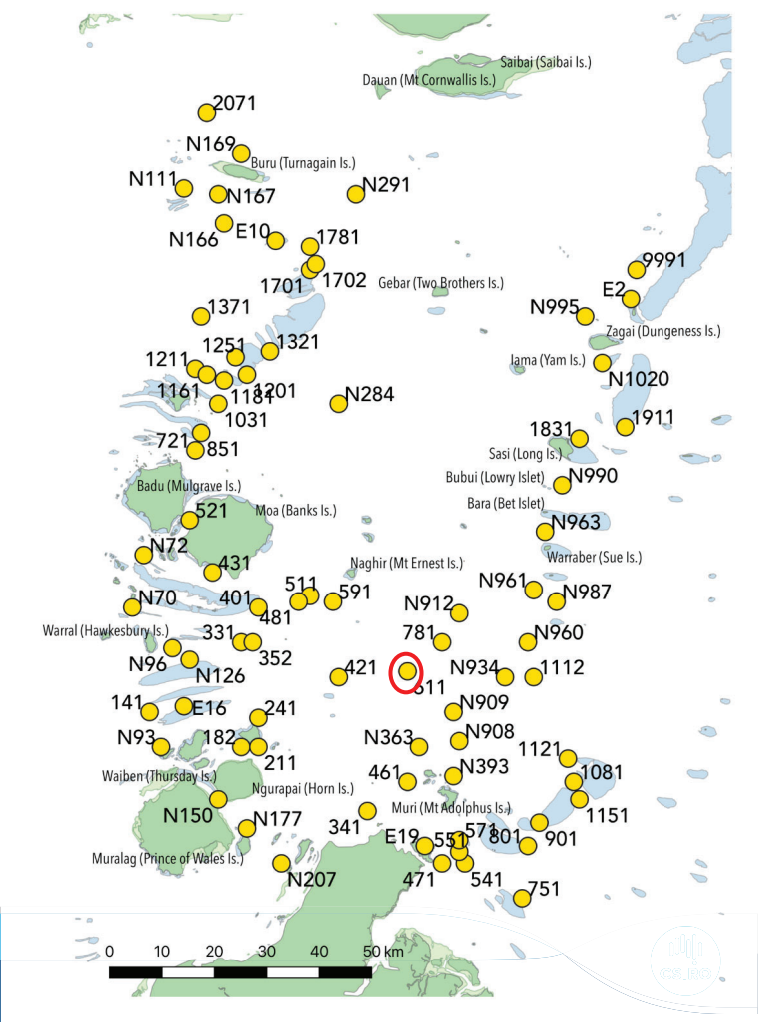 Saibai (Saibai Is.)
Dauan (Mt Cornwallis Is.)
2071
N169
Buru (Turnagain Is.)
N111
N167
N291
N166
E10
1781
1701
1702
Gebar (Two Brothers Is.)
9991
E2
N995
Zagai (Dungeness Is.)
1371
1251
1321
1211
Iama (Yam Is.)
N1020
1161
1181
1201
N284
1031
1911
721
851
1831
Sasi (Long Is.)
Bubui (Lowry Islet)
N990
Badu (Mulgrave Is.)
Bara (Bet Islet)
521
Moa (Banks Is.)
N963
N72
Warraber (Sue Is.)
431
Naghir (Mt Ernest Is.)
N70
401
511
591
N961
N987
481
N912
Warral (Hawkesbury Is.)
331
352
781
N960
N96
N126
421
611
N934
1112
141
E16
241
N909
N93
182
211
N363
N908
1121
Waiben (Thursday Is.)
Ngurapai (Horn Is.)
461
N393
1081
N150
N177
341
Muri (Mt Adolphus Is.)
1151
E19
551
571
801
901
Muralag (Prince of Wales Is.)
N207
471
541
751
0 10 20 30 40 50 km